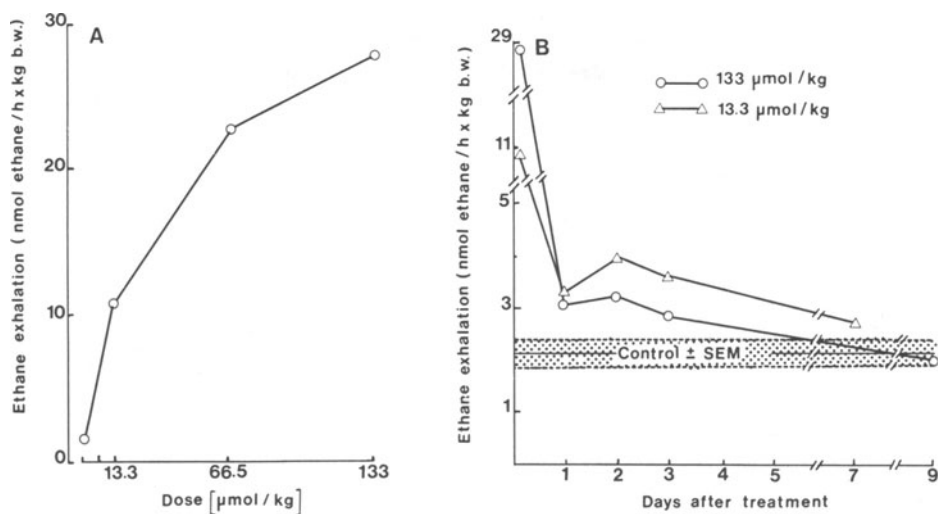 A
Ethane exhalation ( nmol ethane / h x kg b.w.)
30
20
10
0
13.3
66.5
133
Dose [µmol / kg]
B
Ethane exhalation (nmol ethane/h x kg b.w.)
29
11
5
3
1
133 µmol / kg
13.3 µmol/kg
Control ± SEM
1
2
3
4
5
7
9
Days after treatment